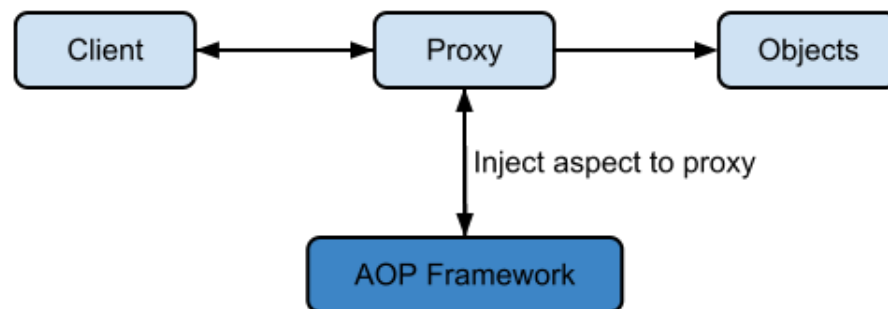 Client
Proxy
Objects
Inject aspect to proxy
AOP Framework